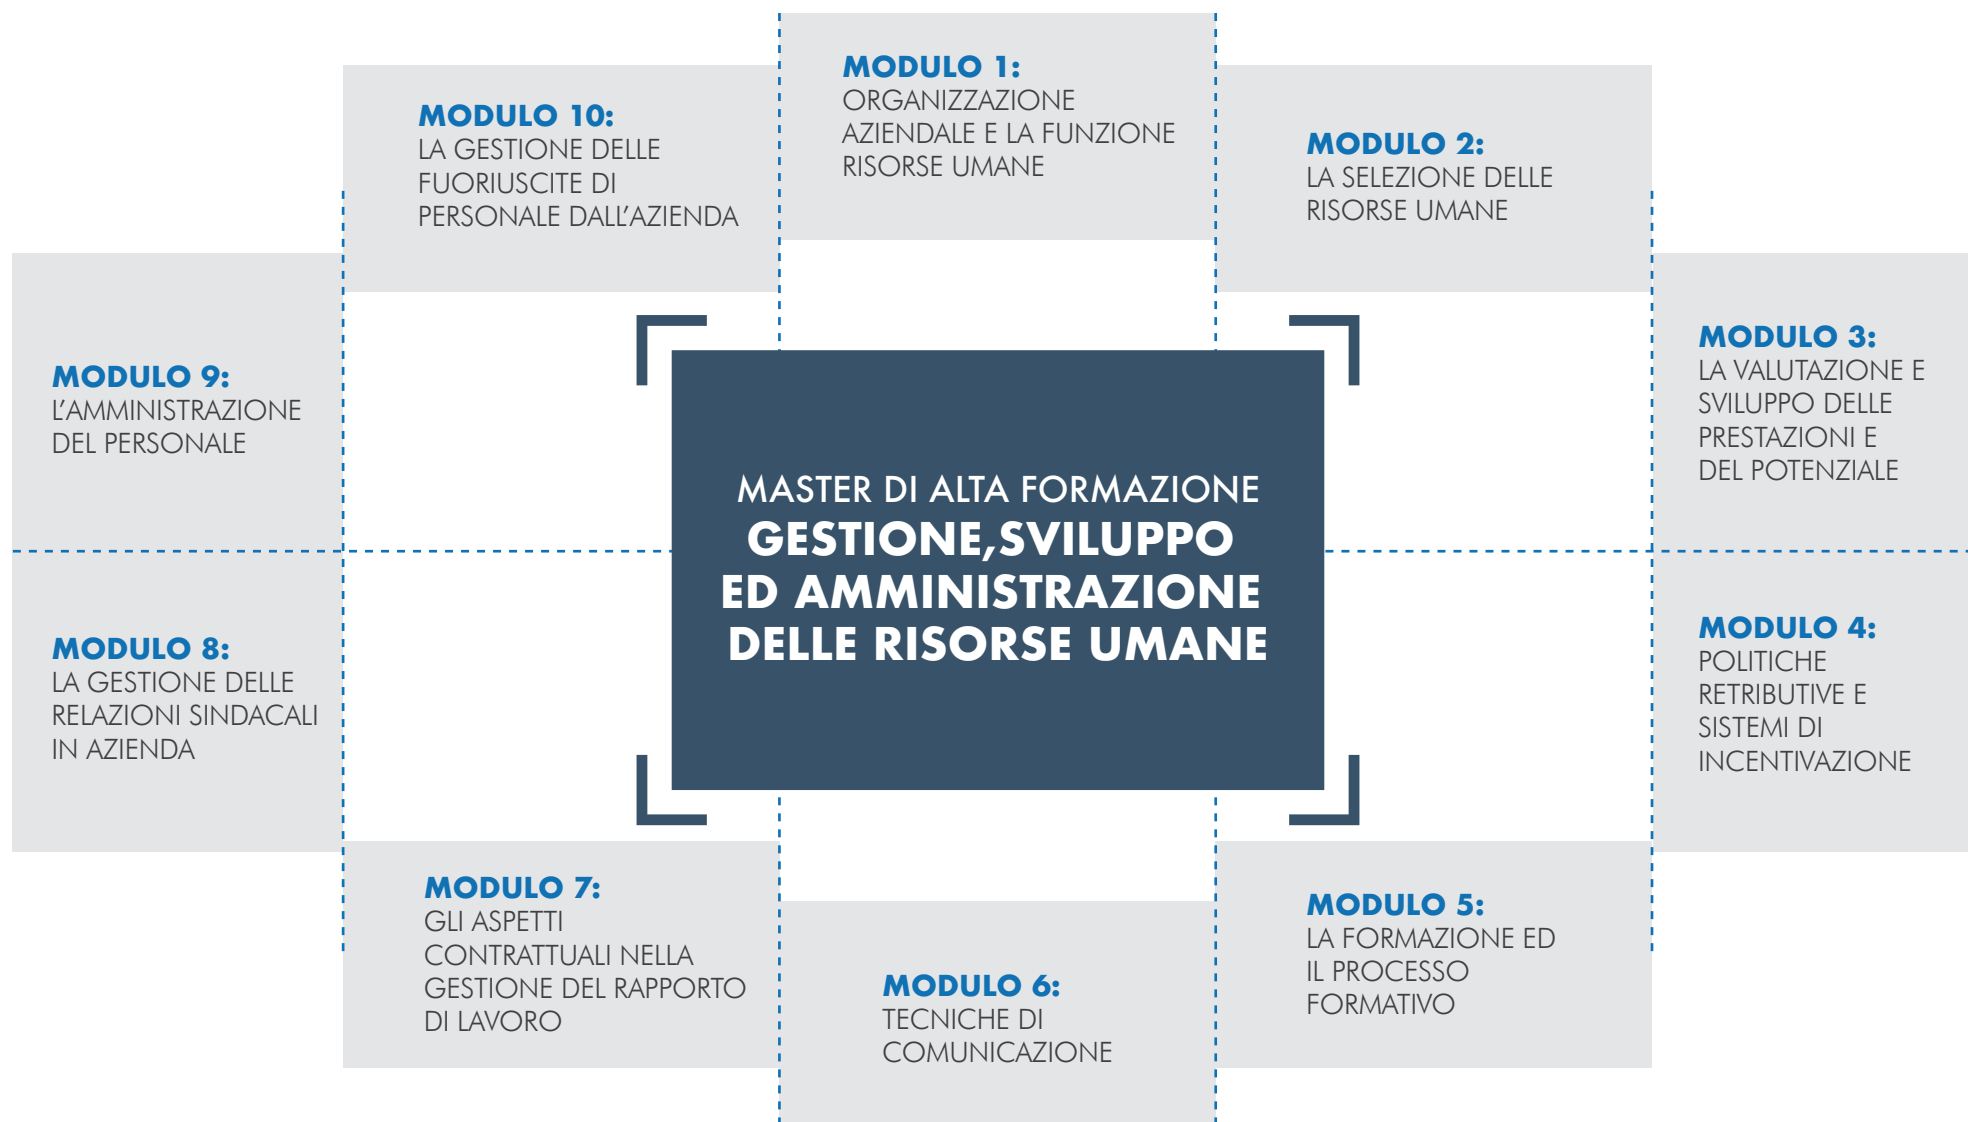 MODULO 1:
ORGANIZZAZIONE
AZIENDALE E LA FUNZIONE
RISORSE UMANE
MODULO 2:
LA SELEZIONE DELLE
RISORSE UMANE
MODULO 3:
LA VALUTAZIONE E
SVILUPPO DELLE
PRESTAZIONI E
DEL POTENZIALE
MODULO 4:
POLITICHE
RETRIBUTIVE E
SISTEMI DI
INCENTIVAZIONE
MODULO 5:
LA FORMAZIONE ED
IL PROCESSO
FORMATIVO
MODULO 6:
TECNICHE DI
COMUNICAZIONE
MODULO 7:
GLI ASPETTI
CONTRATTUALI NELLA
GESTIONE DEL RAPPORTO
DI LAVORO
MODULO 8:
LA GESTIONE DELLE
RELAZIONI SINDACALI
IN AZIENDA
MODULO 9:
L'AMMINISTRAZIONE
DEL PERSONALE
MODULO 10:
LA GESTIONE DELLE
FUORIUSCITE DI
PERSONALE DALL'AZIENDA
MASTER DI ALTA FORMAZIONE
GESTIONE,SVILUPPO
ED AMMINISTRAZIONE
DELLE RISORSE UMANE